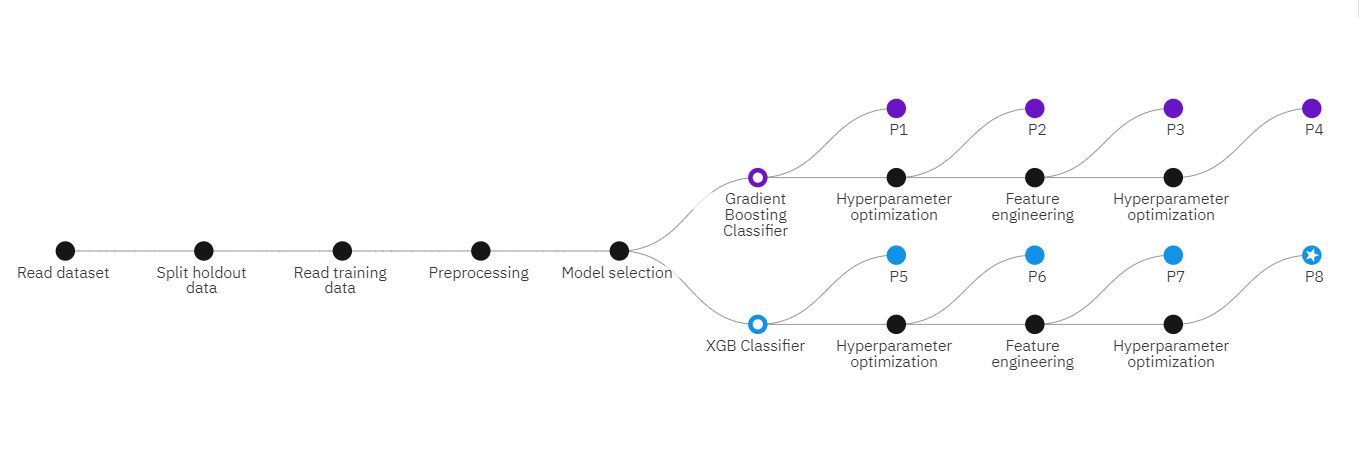 P1
P2
P3
P4
Gradient
Boosting
Classifier
Hyperparameter
optimization
Feature
engineering
Hyperparameter
optimization
Read dataset
Split holdout
data
Read training
data
Preprocessing
Model selection
P5
P6
P7
P8
XGB Classifier
Hyperparameter
optimization
Feature
engineering
Hyperparameter
optimization